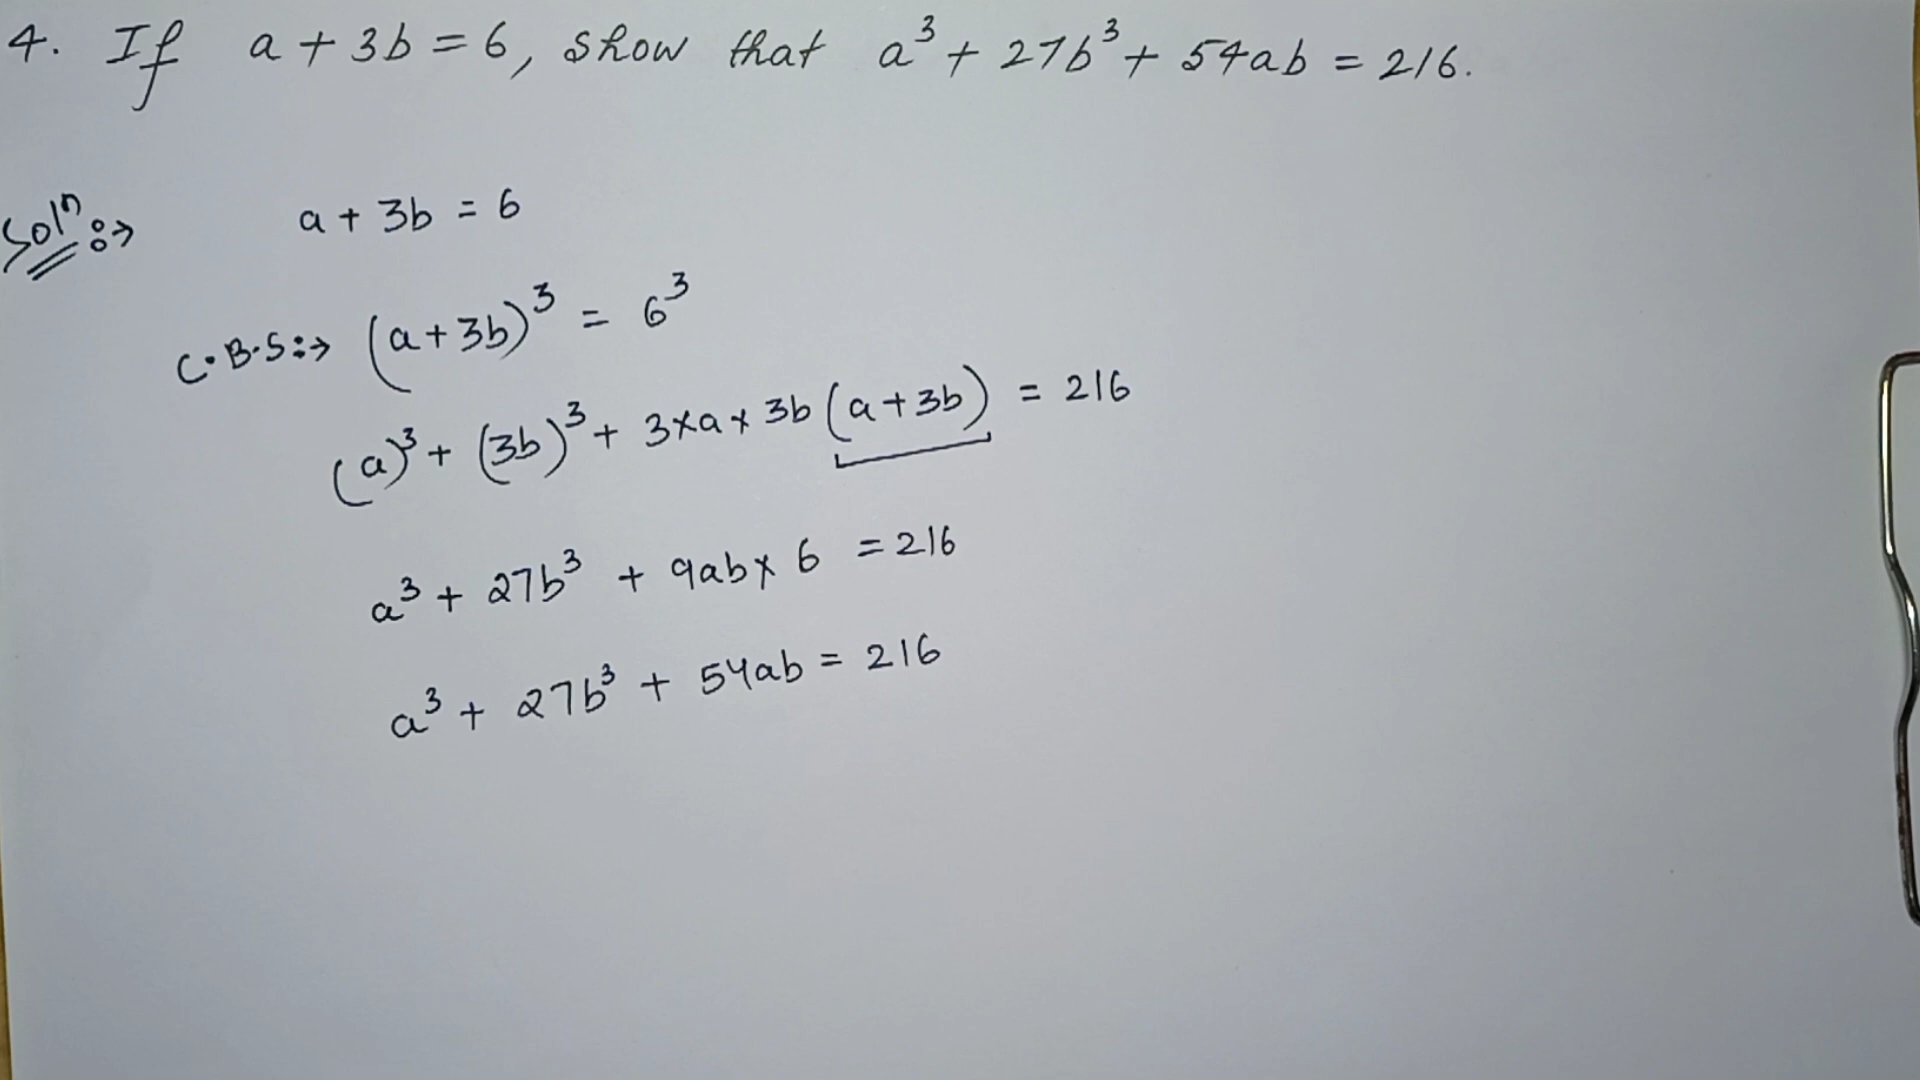 4. If a + 3b = 6, show that a³ + 27b³ + 54ab = 216.
Solⁿ:→ a + 3b = 6
C.B.S:→ (a+3b)³ = 6³
(a)³ + (3b)³ + 3×a×3b(a+3b) = 216
a³ + 27b³ + 9ab×6 = 216
a³ + 27b³ + 54ab = 216